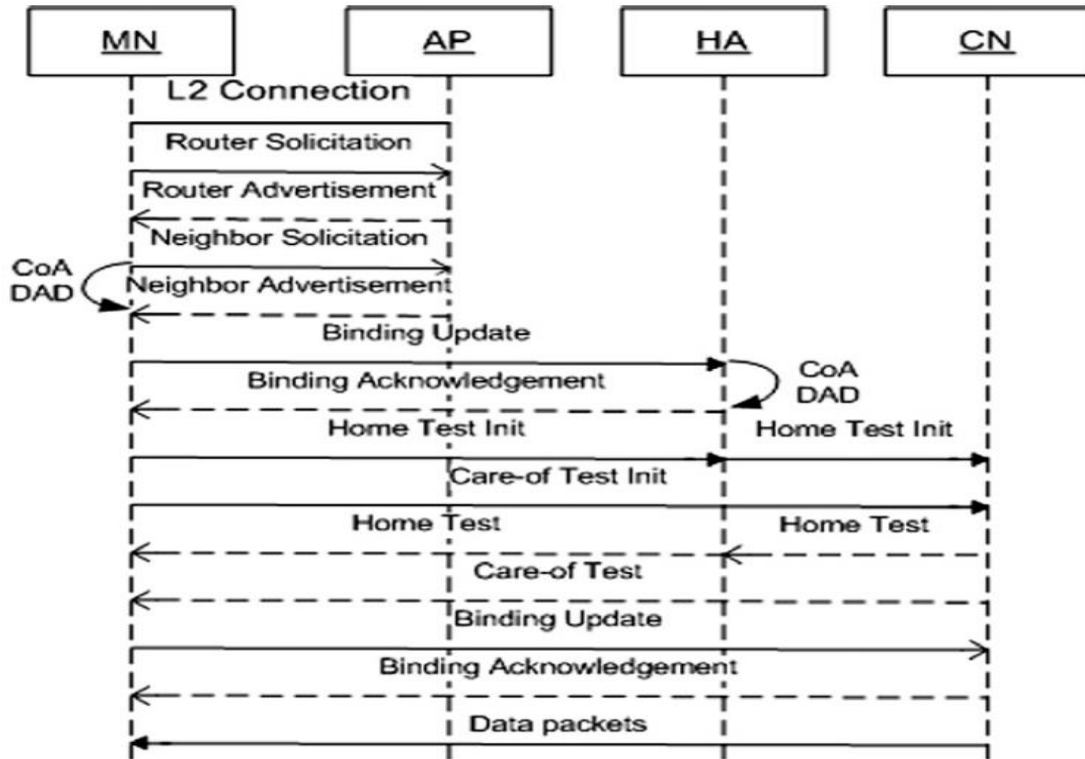 MN
AP
HA
CN
L2 Connection
Router Solicitation
Router Advertisement
Neighbor Solicitation
CoA
DAD
Neighbor Advertisement
Binding Update
Binding Acknowledgement
CoA
DAD
Home Test Init
Home Test Init
Care-of Test Init
Home Test
Home Test
Care-of Test
Binding Update
Binding Acknowledgement
Data packets